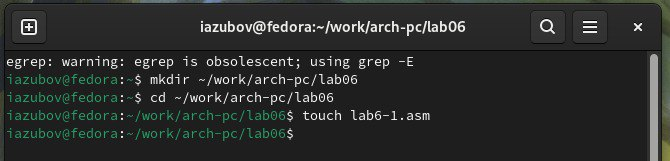 iazubov@fedora:~/work/arch-pc/lab06
egrep: warning: egrep is obsolescent; using grep -E
iazubov@fedora:~$ mkdir ~/work/arch-pc/lab06
iazubov@fedora:~$ cd ~/work/arch-pc/lab06
iazubov@fedora:~/work/arch-pc/lab06$ touch lab6-1.asm
iazubov@fedora:~/work/arch-pc/lab06$